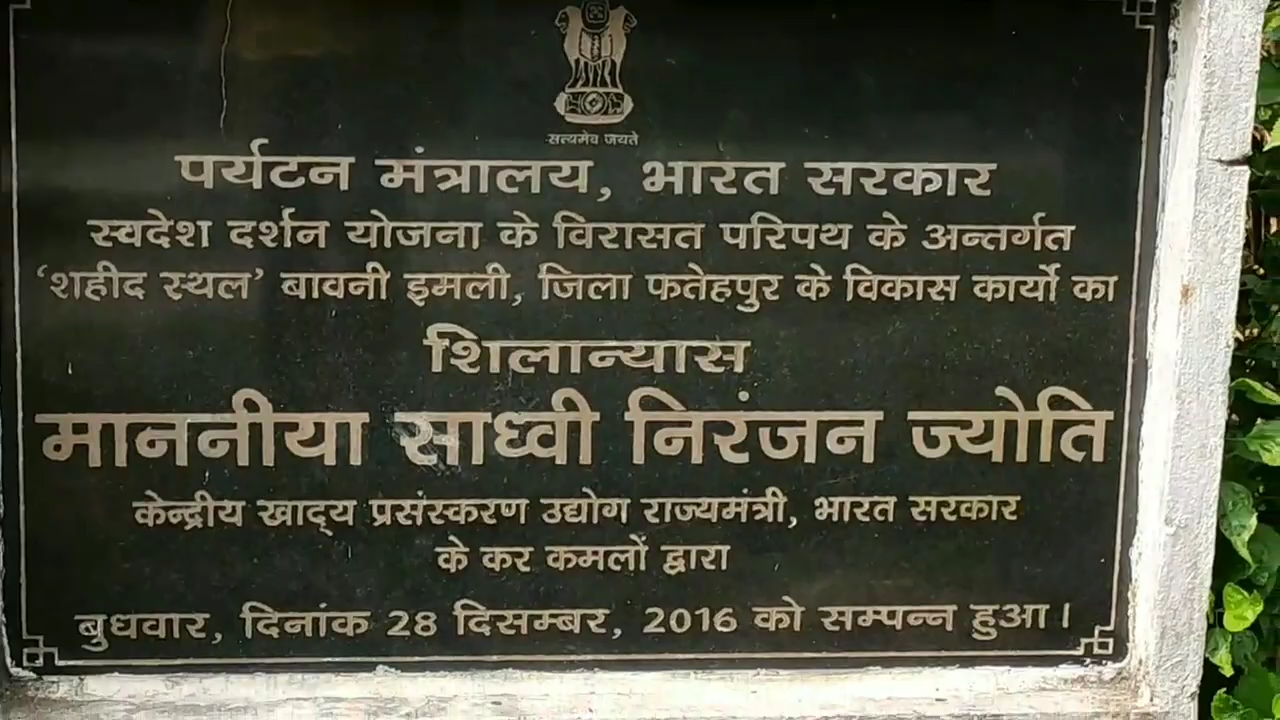 सत्यमेव जयते
पर्यटन मंत्रालय, भारत सरकार
स्वदेश दर्शन योजना के विरासत परिपथ के अन्तर्गत
‘शहीद स्थल’ बावनी इमली, जिला फतेहपुर के विकास कार्यो का
शिलान्यास
माननीया साध्वी निरंजन ज्योति
केन्द्रीय खाद्य प्रसंस्करण उद्योग राज्यमंत्री, भारत सरकार
के कर कमलों द्वारा
बुधवार, दिनांक 28 दिसम्बर, 2016 को सम्पन्न हुआ।